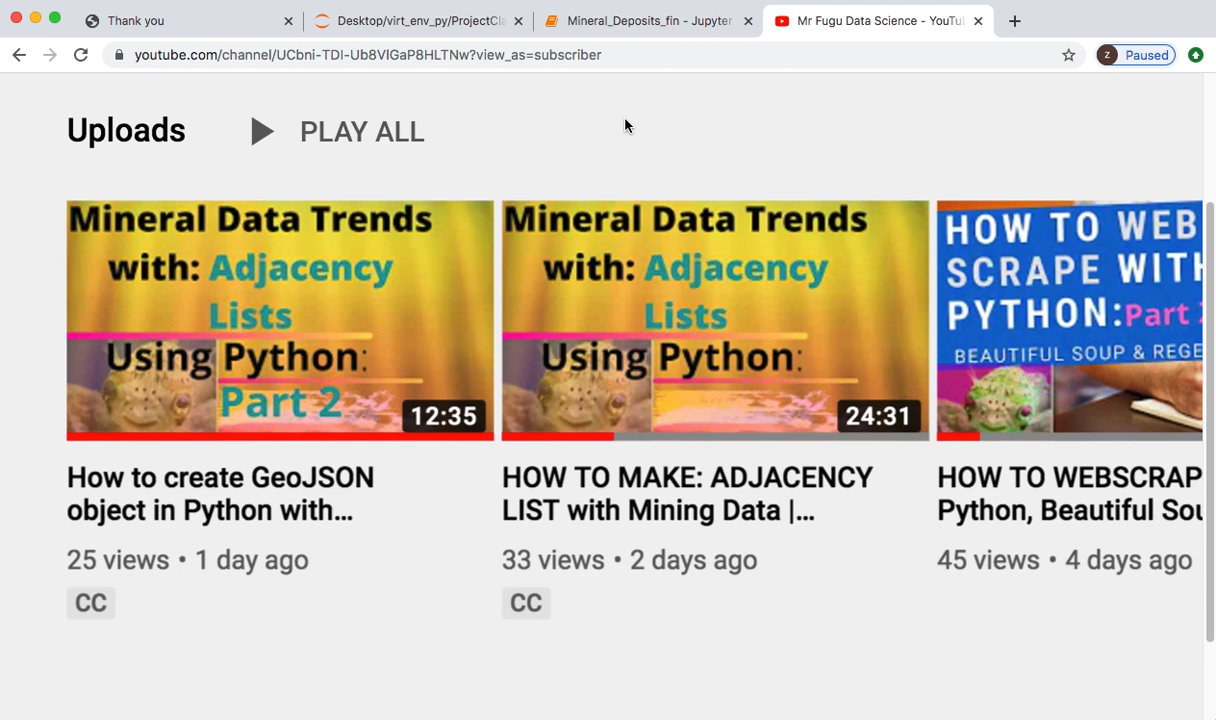 Thank you
Desktop/virt_env_py/ProjectCla
Mineral_Deposits_fin - Jupyter
Mr Fugu Data Science - YouTu
youtube.com/channel/UCbni-TDI-Ub8VIGaP8HLTNw?view_as=subscriber
Z
Paused
Uploads
PLAY ALL
Mineral Data Trends
with: Adjacency
Lists
Using Python:
Part 2
12:35
How to create GeoJSON
object in Python with...
25 views • 1 day ago
CC
Mineral Data Trends
with: Adjacency
Lists
Using Python:
24:31
HOW TO MAKE: ADJACENCY
LIST with Mining Data |...
33 views • 2 days ago
CC
HOW TO WEB
SCRAPE WITH
PYTHON:Part 2
BEAUTIFUL SOUP & REGE
HOW TO WEBSCRAP
Python, Beautiful Sou
45 views • 4 days ago